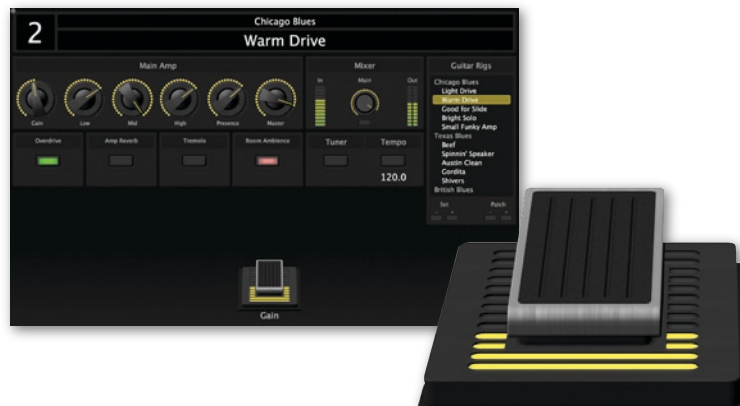 2
Chicago Blues
Warm Drive
Main Amp
Gain Low Mid High Presence Master
Mixer
In Main Out
Guitar Rigs
Chicago Blues
Light Drive
Warm Drive
Good for Slide
Bright Solo
Small Funky Amp
Texas Blues
Beef
Spinnin' Speaker
Austin Clean
Gordita
Shivers
British Blues
Set Patch
- + - +
Overdrive Amp Reverb Tremolo Room Ambience Tuner Tempo
120.0
Gain